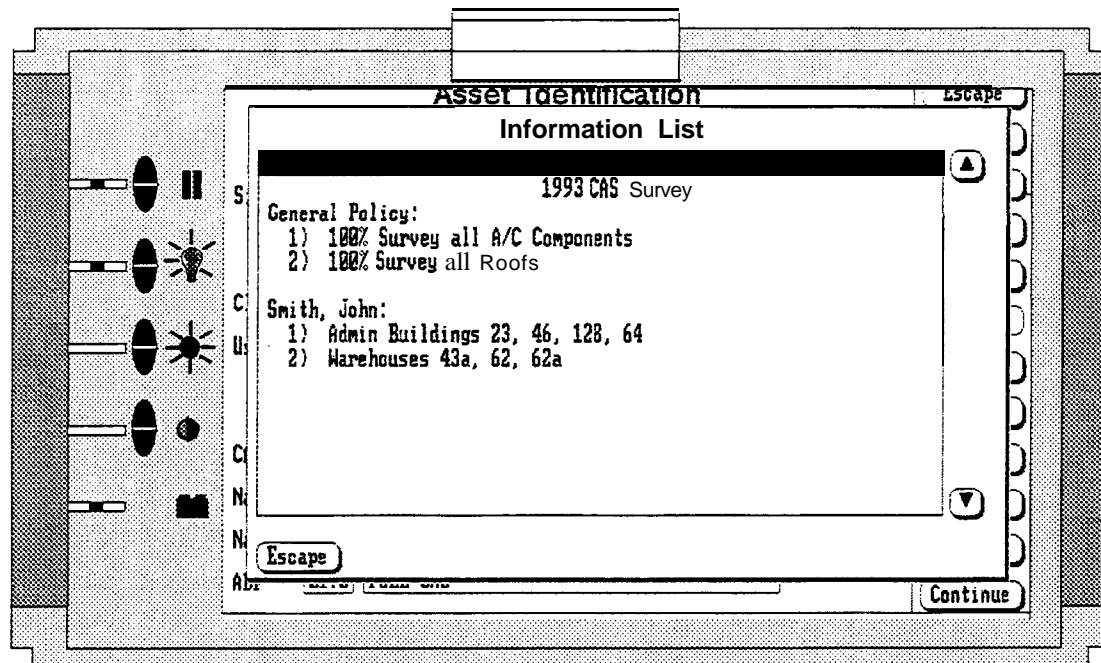 Asset Identification
Escape
Information List
1993 CAS Survey
General Policy:
1) 100% Survey all A/C Components
2) 100% Survey all Roofs
Smith, John:
1) Admin Buildings 23, 46, 128, 64
2) Warehouses 43a, 62, 62a
Escape
Continue